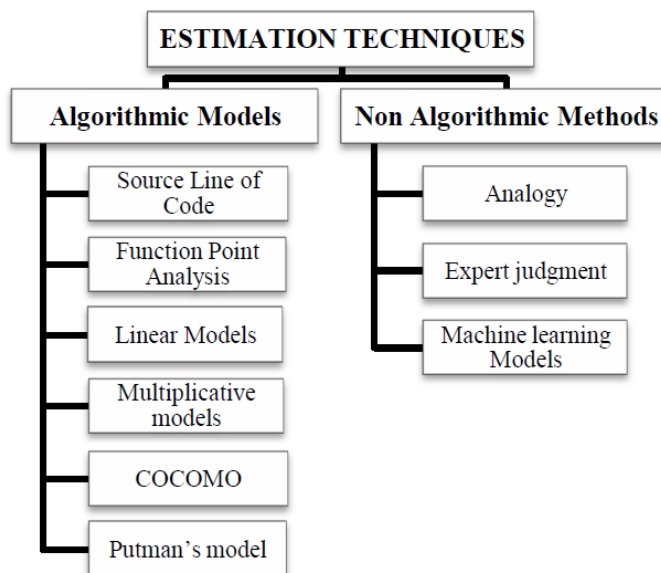 ESTIMATION TECHNIQUES
Algorithmic Models
Source Line of
Code
Function Point
Analysis
Linear Models
Multiplicative
models
COCOMO
Putman's model
Non Algorithmic Methods
Analogy
Expert judgment
Machine learning
Models